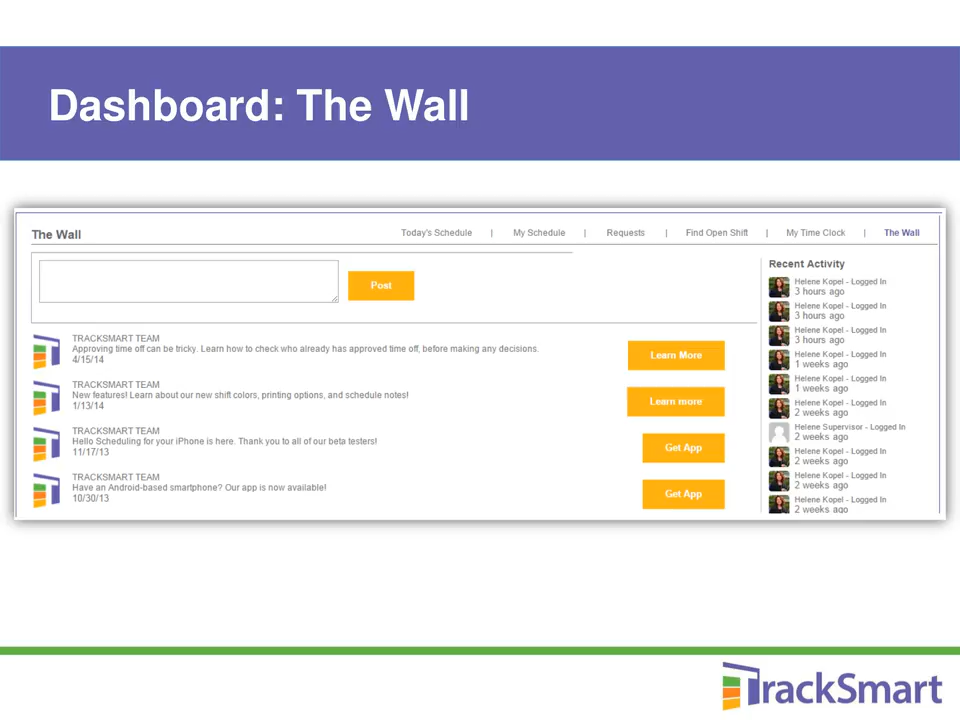 Dashboard: The Wall
The Wall
Today's Schedule | My Schedule | Requests | Find Open Shift | My Time Clock | The Wall
Post
TRACKSMART TEAM
Approving time off can be tricky. Learn how to check who already has approved time off, before making any decisions.
4/15/14
Learn More
TRACKSMART TEAM
New features! Learn about our new shift colors, printing options, and schedule notes!
1/13/14
Learn more
TRACKSMART TEAM
Hello Scheduling for your iPhone is here. Thank you to all of our beta testers!
11/17/13
Get App
TRACKSMART TEAM
Have an Android-based smartphone? Our app is now available!
10/30/13
Get App
Recent Activity
Helene Kopel - Logged In
3 hours ago
Helene Kopel - Logged In
3 hours ago
Helene Kopel - Logged In
3 hours ago
Helene Kopel - Logged In
1 weeks ago
Helene Kopel - Logged In
1 weeks ago
Helene Kopel - Logged In
2 weeks ago
Helene Supervisor - Logged In
2 weeks ago
Helene Kopel - Logged In
2 weeks ago
Helene Kopel - Logged In
2 weeks ago
Helene Kopel - Logged In
2 weeks ago
TrackSmart